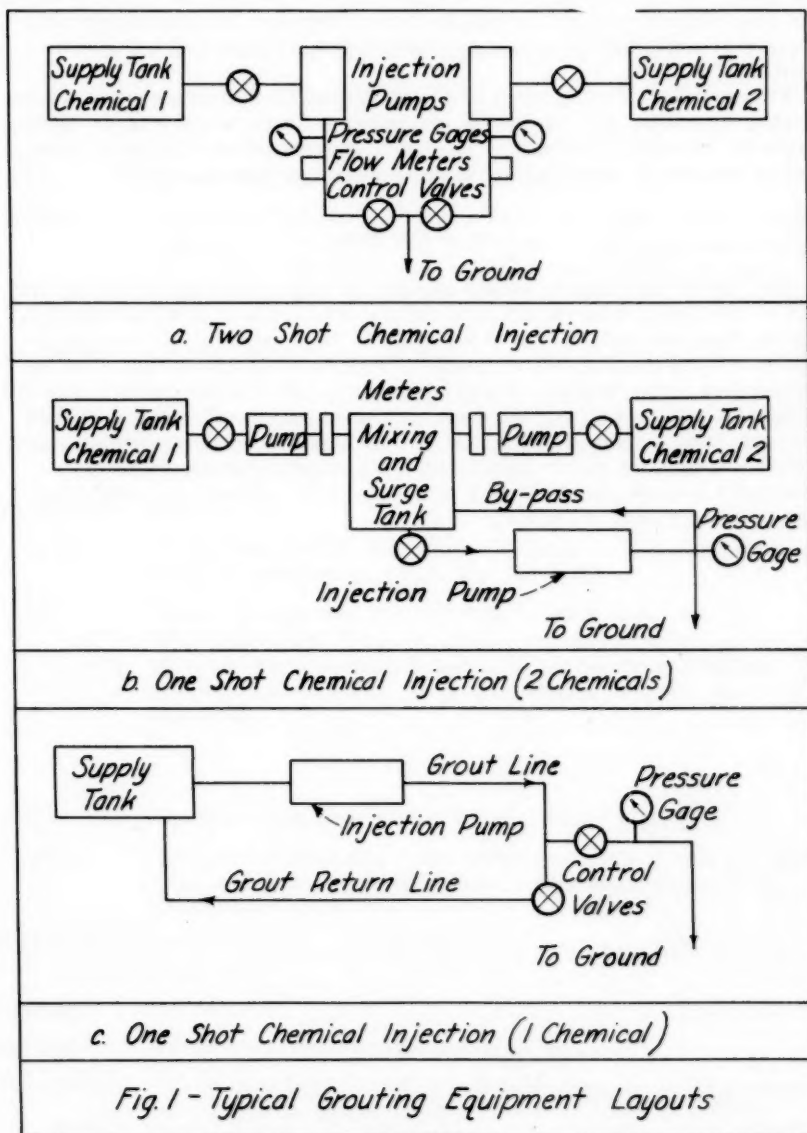 Supply Tank
Chemical 1
Injection
Pumps
Supply Tank
Chemical 2
Pressure Gages
Flow Meters
Control Valves
To Ground
a. Two Shot Chemical Injection
Meters
Supply Tank
Chemical 1
Pump
Mixing
and
Surge
Tank
Pump
Supply Tank
Chemical 2
By-pass
Pressure
Gage
Injection Pump
To Ground
b. One Shot Chemical Injection (2 Chemicals)
Supply
Tank
Grout Line
Pressure
Gage
Injection Pump
Grout Return Line
Control
Valves
To Ground
c. One Shot Chemical Injection (1 Chemical)
Fig. 1 - Typical Grouting Equipment Layouts